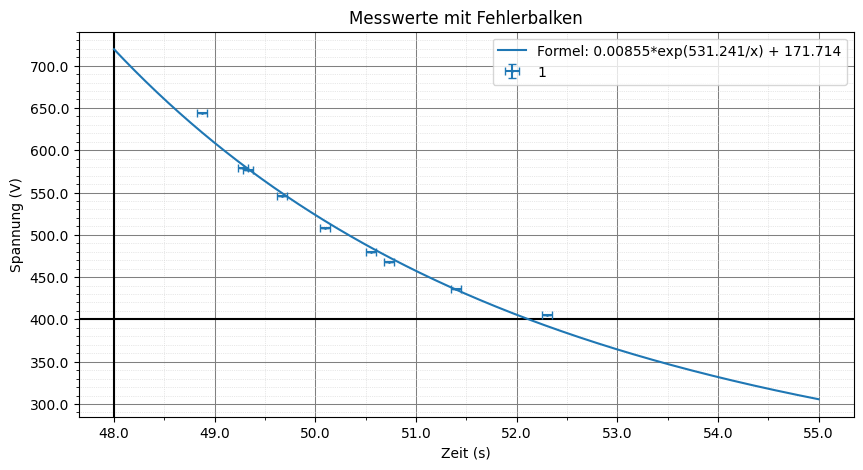 Messwerte mit Fehlerbalken
Formel: 0.00855*exp(531.241/x) + 171.714
1
Spannung (V)
700.0
650.0
600.0
550.0
500.0
450.0
400.0
350.0
300.0
48.0 49.0 50.0 51.0 52.0 53.0 54.0 55.0
Zeit (s)